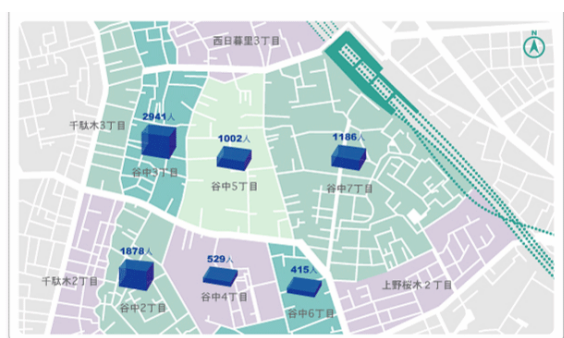 西日暮里3丁目
N
2941人
千駄木3丁目
1002人
1186人
谷中3丁目
谷中5丁目
谷中7丁目
1878人
529人
415人
千駄木2丁目
上野桜木2丁目
谷中4丁目
谷中2丁目
谷中6丁目